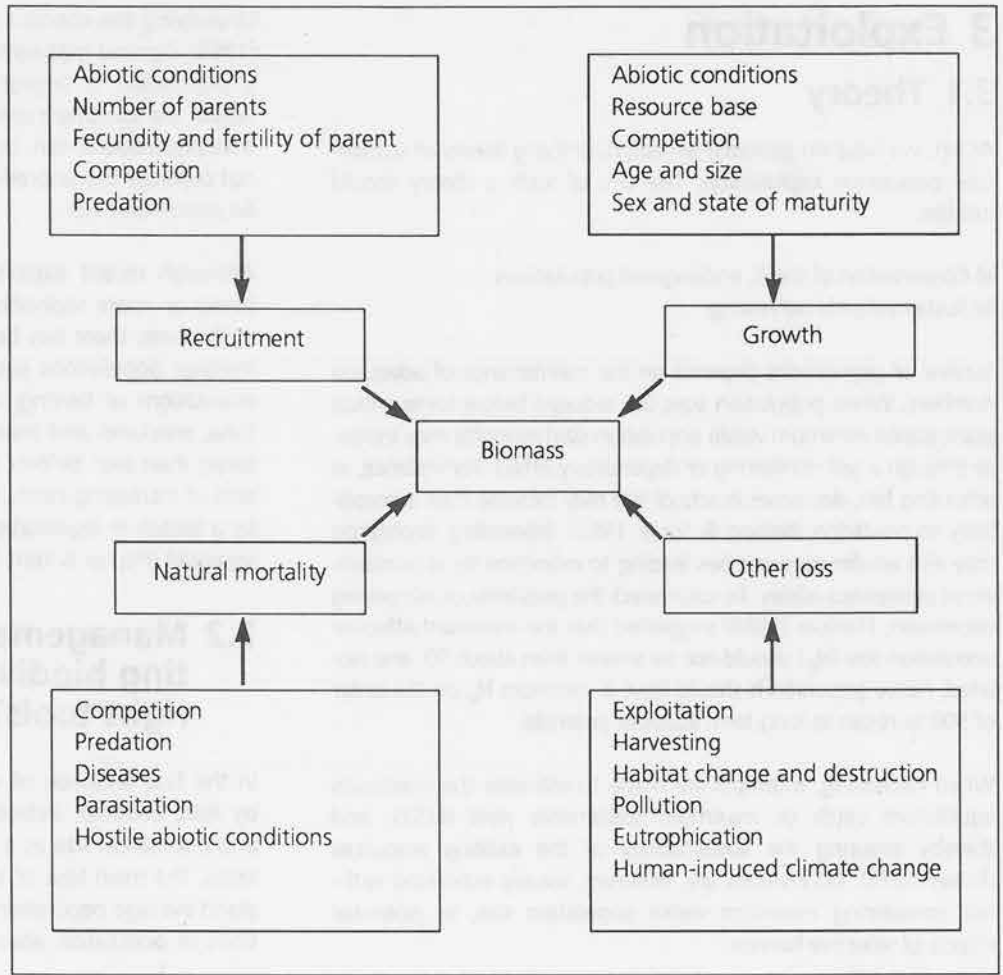 Abiotic conditions
Number of parents
Fecundity and fertility of parent
Competition
Predation
Abiotic conditions
Resource base
Competition
Age and size
Sex and state of maturity
Recruitment
Growth
Biomass
Natural mortality
Other loss
Competition
Predation
Diseases
Parasitation
Hostile abiotic conditions
Exploitation
Harvesting
Habitat change and destruction
Pollution
Eutrophication
Human-induced climate change